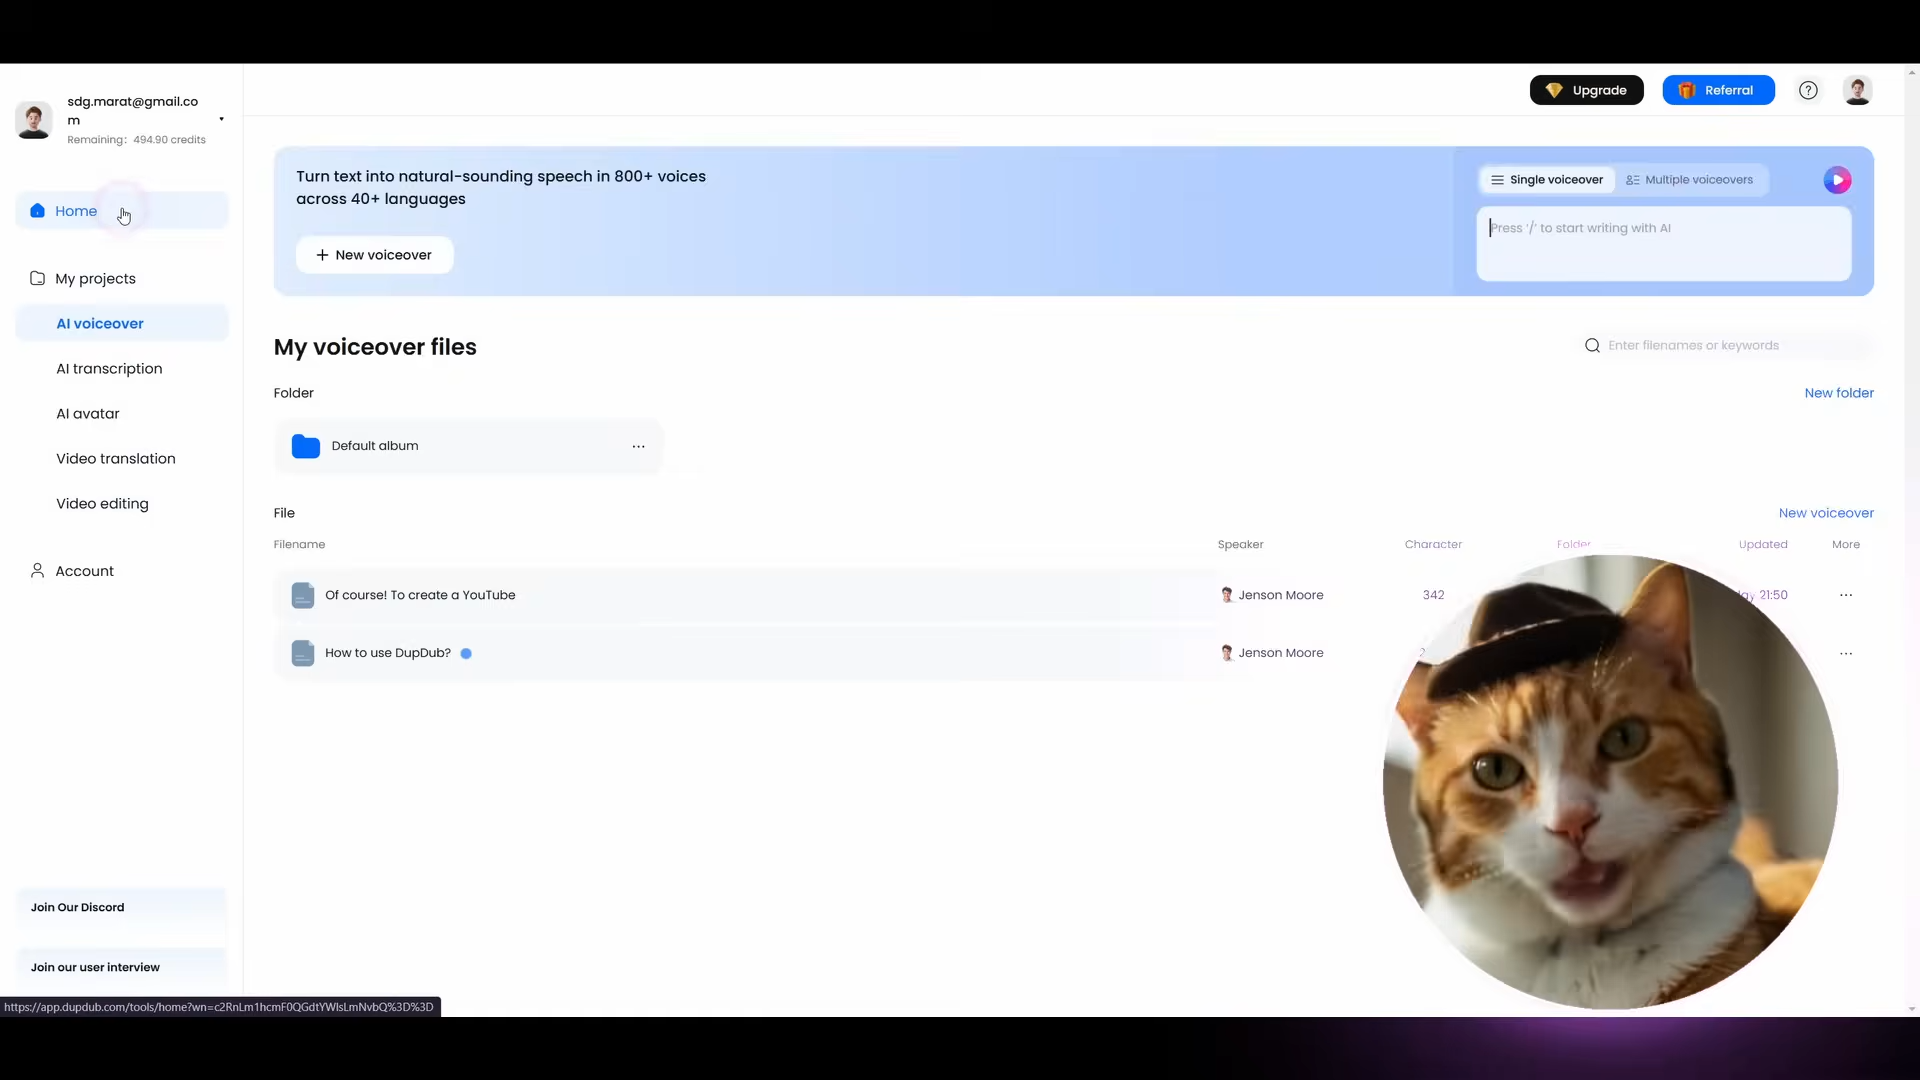 sdg.marat@gmail.co
m
Remaining: 494.90 credits
Upgrade
Referral
Home
My projects
AI voiceover
AI transcription
AI avatar
Video translation
Video editing
Account
Join Our Discord
Join our user interview
Turn text into natural-sounding speech in 800+ voices
across 40+ languages
+ New voiceover
Single voiceover
Multiple voiceovers
Press '/' to start writing with AI
My voiceover files
Enter filenames or keywords
Folder
New folder
Default album
File
New voiceover
Filename Speaker Character Folder Updated More
Of course! To create a YouTube Jenson Moore 342 21:50
How to use DupDub? Jenson Moore
https://app.dupdub.com/tools/home?wn=c2RnLm1hcmF0QGdtYWlsLmNvbQ%3D%3D